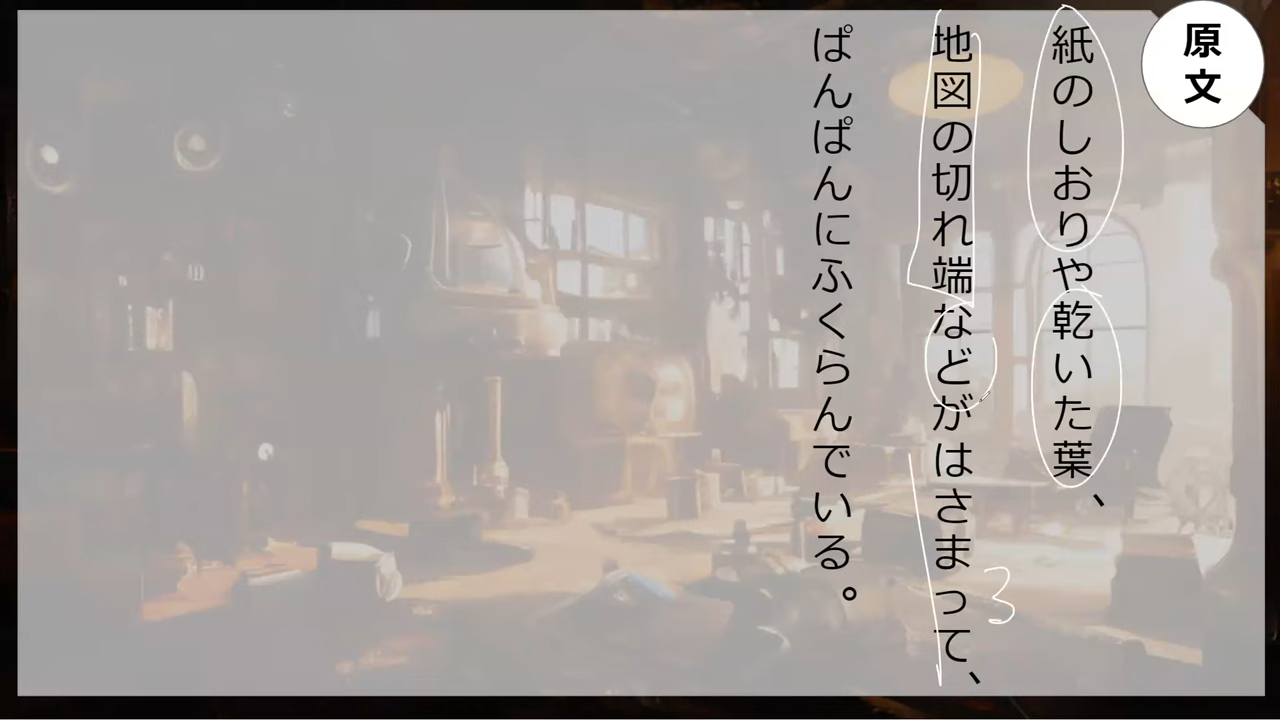 原文
紙のしおりや乾いた葉、
地図の切れ端などがはさまって、
ぱんぱんにふくらんでいる。
3